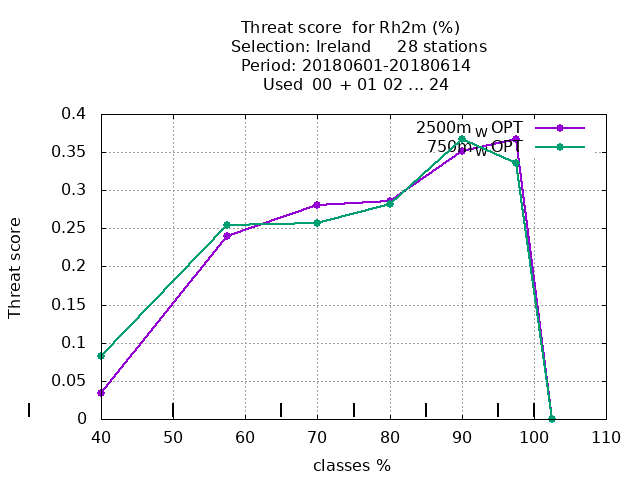 Threat score  for Rh2m (%)
Selection: Ireland     28 stations
Period: 20180601-20180614
Used  00 + 01 02 ... 24
2500m W OPT
750m W OPT
0.4
0.35
0.3
0.25
0.2
0.15
0.1
0.05
0
Threat score
40 50 60 70 80 90 100 110
classes %